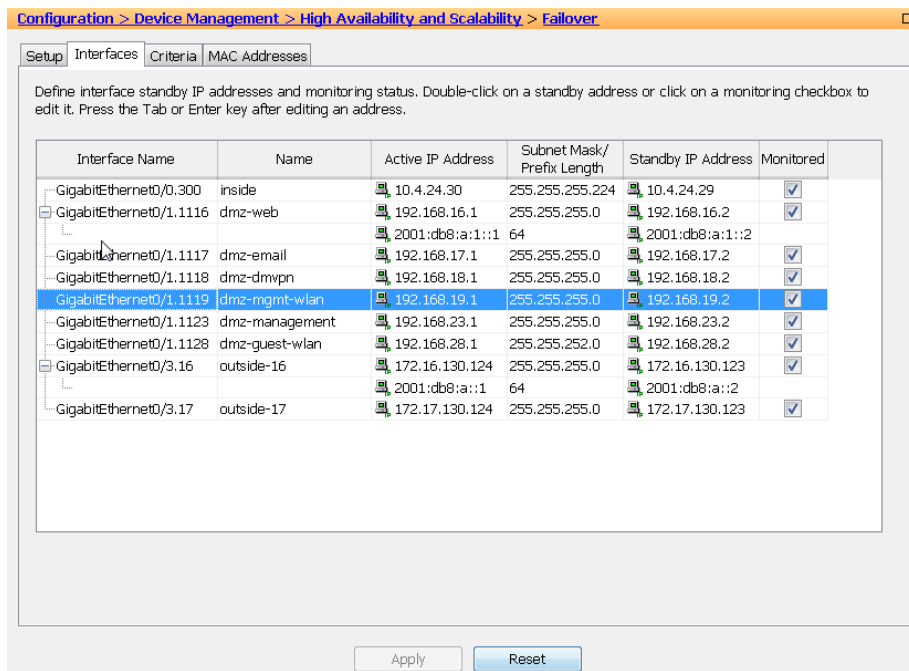 Configuration > Device Management > High Availability and Scalability > Failover
Setup Interfaces Criteria MAC Addresses
Define interface standby IP addresses and monitoring status. Double-click on a standby address or click on a monitoring checkbox to
edit it. Press the Tab or Enter key after editing an address.
Interface Name Name Active IP Address Subnet Mask/ Prefix Length Standby IP Address Monitored
GigabitEthernet0/0.300 inside 10.4.24.30 255.255.255.224 10.4.24.29
GigabitEthernet0/1.1116 dmz-web 192.168.16.1 255.255.255.0 192.168.16.2
2001:db8:a:1::1 64 2001:db8:a:1::2
GigabitEthernet0/1.1117 dmz-email 192.168.17.1 255.255.255.0 192.168.17.2
GigabitEthernet0/1.1118 dmz-dmvpn 192.168.18.1 255.255.255.0 192.168.18.2
GigabitEthernet0/1.1119 dmz-mgmt-wlan 192.168.19.1 255.255.255.0 192.168.19.2
GigabitEthernet0/1.1123 dmz-management 192.168.23.1 255.255.255.0 192.168.23.2
GigabitEthernet0/1.1128 dmz-guest-wlan 192.168.28.1 255.255.252.0 192.168.28.2
GigabitEthernet0/3.16 outside-16 172.16.130.124 255.255.255.0 172.16.130.123
2001:db8:a::1 64 2001:db8:a::2
GigabitEthernet0/3.17 outside-17 172.17.130.124 255.255.255.0 172.17.130.123
Apply Reset